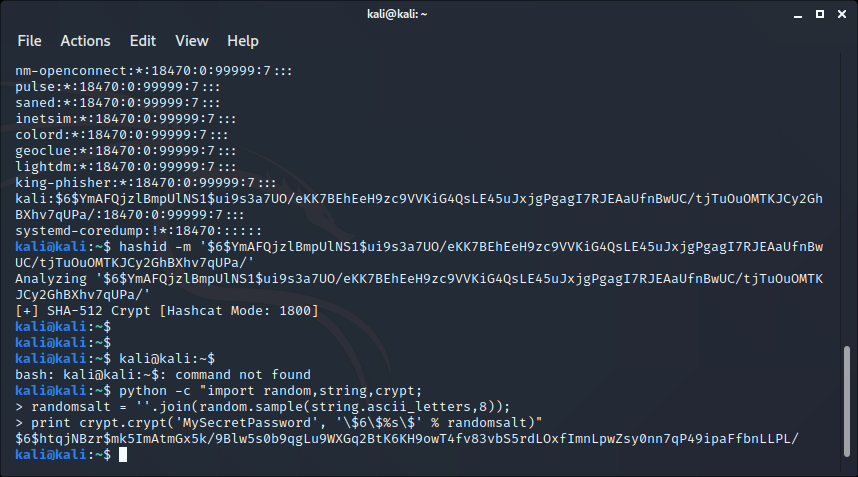 kali@kali: ~
File Actions Edit View Help
nm-openconnect:*:18470:0:99999:7:::
pulse:*:18470:0:99999:7:::
saned:*:18470:0:99999:7:::
inetsim:*:18470:0:99999:7:::
colord:*:18470:0:99999:7:::
geoclue:*:18470:0:99999:7:::
lightdm:*:18470:0:99999:7:::
king-phisher:*:18470:0:99999:7:::
kali:$6$YmAFQjzlBmpUlNS1$ui9s3a7UO/eKK7BEhEeH9zc9VVKiG4QsLE45uJxjgPgagI7RJEAaUfnBwUC/tjTuOuOMTKJCy2Gh
BXhv7qUPa/:18470:0:99999:7:::
systemd-coredump:!*:18470::::::
kali@kali:~$ hashid -m '$6$YmAFQjzlBmpUlNS1$ui9s3a7UO/eKK7BEhEeH9zc9VVKiG4QsLE45uJxjgPgagI7RJEAaUfnBw
UC/tjTuOuOMTKJCy2GhBXhv7qUPa/'
Analyzing '$6$YmAFQjzlBmpUlNS1$ui9s3a7UO/eKK7BEhEeH9zc9VVKiG4QsLE45uJxjgPgagI7RJEAaUfnBwUC/tjTuOuOMTK
JCy2GhBXhv7qUPa/'
[+] SHA-512 Crypt [Hashcat Mode: 1800]
kali@kali:~$
kali@kali:~$
kali@kali:~$ kali@kali:~$
bash: kali@kali:~$: command not found
kali@kali:~$ python -c "import random,string,crypt;
> randomsalt = ''.join(random.sample(string.ascii_letters,8));
> print crypt.crypt('MySecretPassword', '\$6\$%s\$' % randomsalt)"
$6$htqjNBzr$mk5ImAtmGx5k/9Blw5s0b9qgLu9WXGq2BtK6KH9owT4fv83vbS5rdLOxfImnLpwZsy0nn7qP49ipaFfbnLLPL/
kali@kali:~$